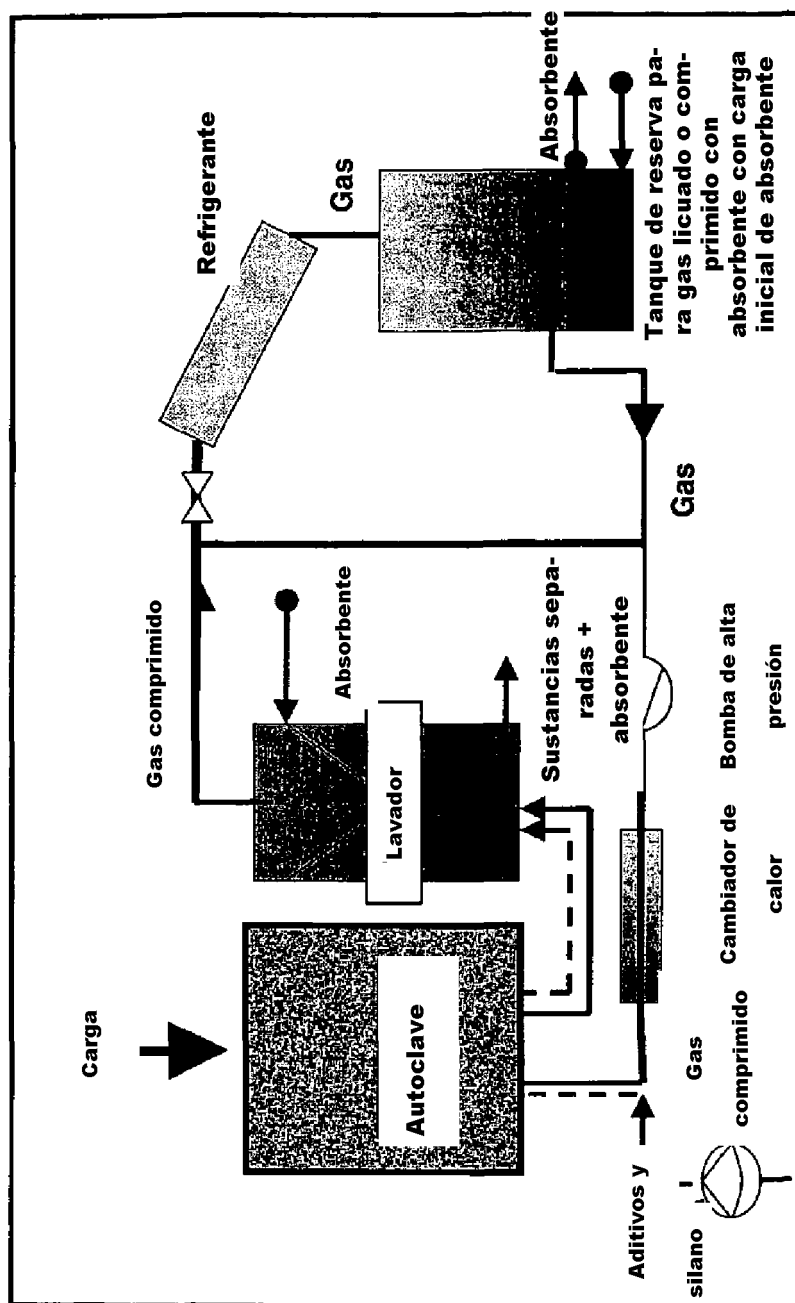 Carga
Autoclave
Aditivos y
silano
Gas
comprimido
Cambiador de
calor
Bomba de alta
presión
Gas comprimido
Lavador
Absorbente
Sustancias sepa-
radas +
absorbente
Refrigerante
Gas
Gas
Absorbente
Tanque de reserva pa-
ra gas licuado o com-
primido con
absorbente con carga
inicial de absorbente